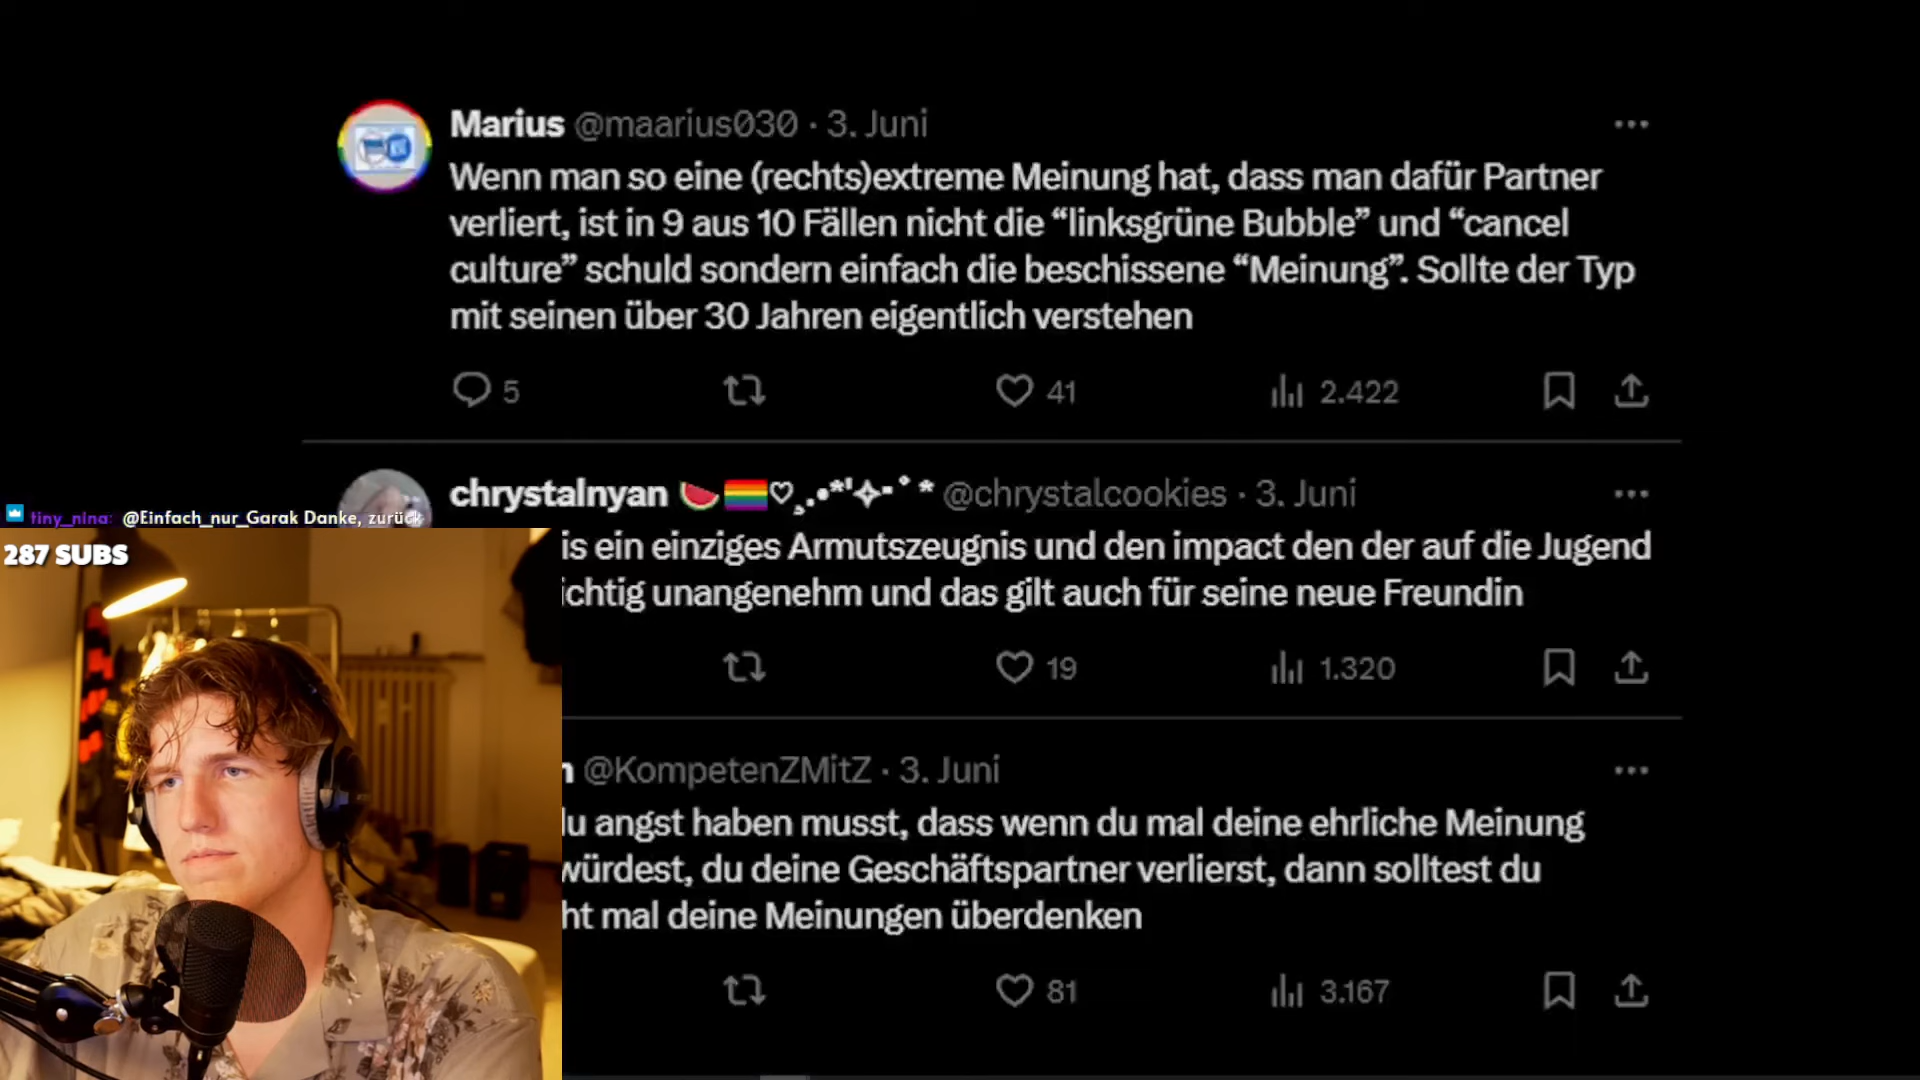 Marius @maarius030 · 3. Juni
Wenn man so eine (rechts)extreme Meinung hat, dass man dafür Partner
verliert, ist in 9 aus 10 Fällen nicht die “linksgrüne Bubble” und “cancel
culture” schuld sondern einfach die beschissene “Meinung”. Sollte der Typ
mit seinen über 30 Jahren eigentlich verstehen
5 41 2.422
chrystalnyan @chrystalcookies · 3. Juni
tiny_nina: @Einfach_nur_Garak Danke, zurück
287 SUBS
is ein einziges Armutszeugnis und den impact den der auf die Jugend
ichtig unangenehm und das gilt auch für seine neue Freundin
19 1.320
@KompetenZMitZ · 3. Juni
du angst haben musst, dass wenn du mal deine ehrliche Meinung
würdest, du deine Geschäftspartner verlierst, dann solltest du
ht mal deine Meinungen überdenken
81 3.167